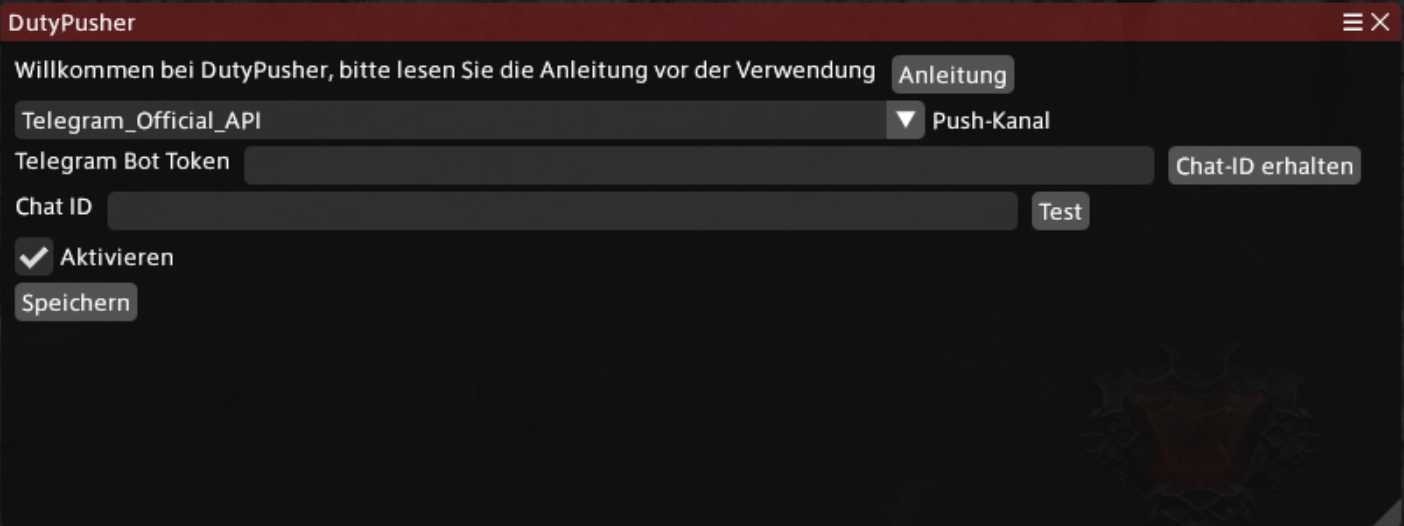 DutyPusher
Willkommen bei DutyPusher, bitte lesen Sie die Anleitung vor der Verwendung Anleitung
Telegram_Official_API Push-Kanal
Telegram Bot Token Chat-ID erhalten
Chat ID Test
Aktivieren
Speichern